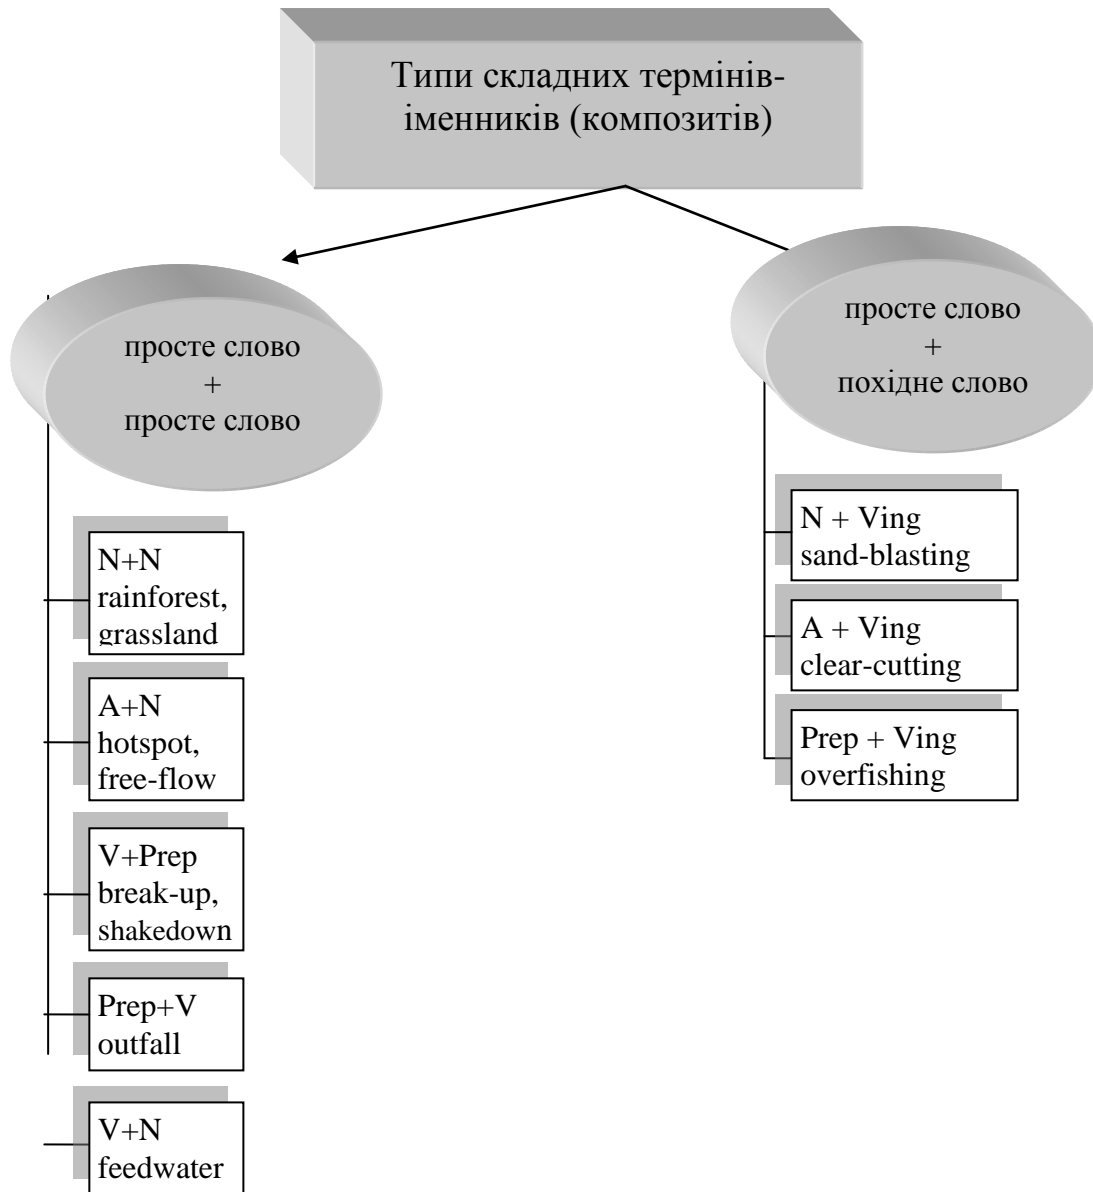 Типи складних термінів-
іменників (композитів)
просте слово
+
просте слово
N+N
rainforest,
grassland
A+N
hotspot,
free-flow
V+Prep
break-up,
shakedown
Prep+V
outfall
V+N
feedwater
просте слово
+
похідне слово
N + Ving
sand-blasting
A + Ving
clear-cutting
Prep + Ving
overfishing